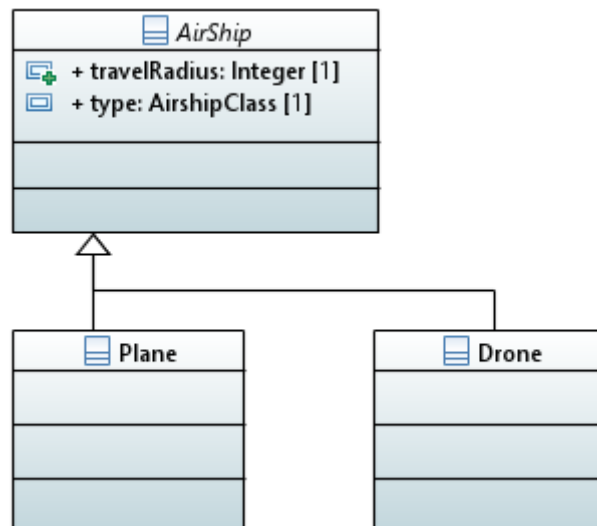 AirShip
+ travelRadius: Integer [1]
+ type: AirshipClass [1]
Plane
Drone